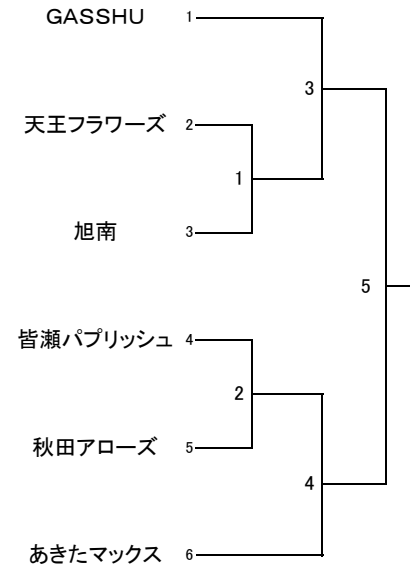 GASSHU 1
3
天王フラワーズ 2
1
旭南 3
5
皆瀬パプリッシュ 4
2
秋田アローズ 5
4
あきたマックス 6